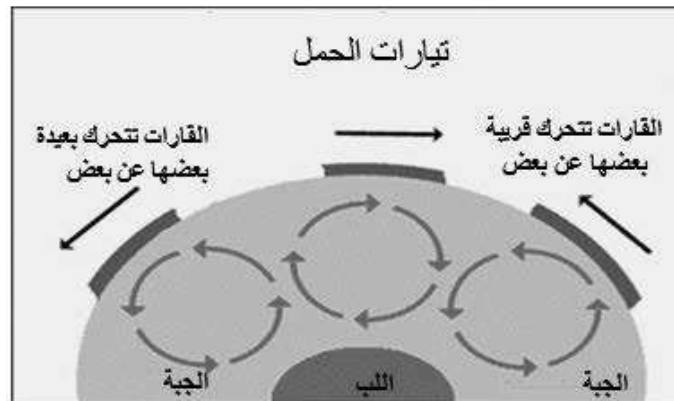 تيارات الحمل
القارات تتحرك قريبة
بعضها عن بعض
القارات تتحرك بعيدة
بعضها عن بعض
الجبة
اللب
الجبة